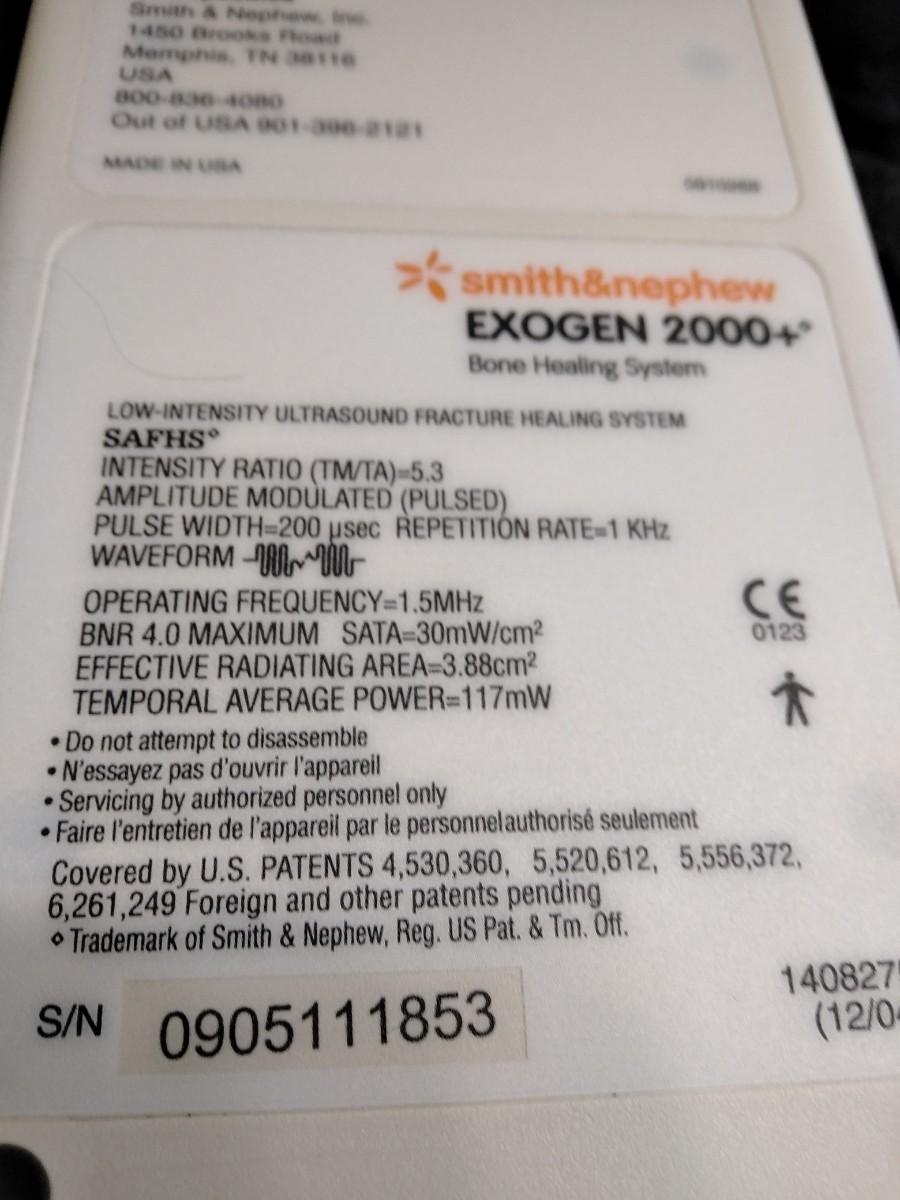 Smith & Nephew, Inc.
1450 Brooks Road
Memphis, TN 38116
USA
800-836-4080
Out of USA 901-396-2121
MADE IN USA
smith&nephew
EXOGEN 2000+°
Bone Healing System
LOW-INTENSITY ULTRASOUND FRACTURE HEALING SYSTEM
SAFHS⋄
INTENSITY RATIO (TM/TA)=5.3
AMPLITUDE MODULATED (PULSED)
PULSE WIDTH=200 µsec REPETITION RATE=1 KHz
WAVEFORM
OPERATING FREQUENCY=1.5MHz
BNR 4.0 MAXIMUM SATA=30mW/cm²
EFFECTIVE RADIATING AREA=3.88cm²
TEMPORAL AVERAGE POWER=117mW
CE
0123
• Do not attempt to disassemble
• N'essayez pas d'ouvrir l'appareil
• Servicing by authorized personnel only
• Faire l'entretien de l'appareil par le personnel authorisé seulement
Covered by U.S. PATENTS 4,530,360, 5,520,612, 5,556,372,
6,261,249 Foreign and other patents pending
⋄ Trademark of Smith & Nephew, Reg. US Pat. & Tm. Off.
S/N 0905111853
140827
(12/0